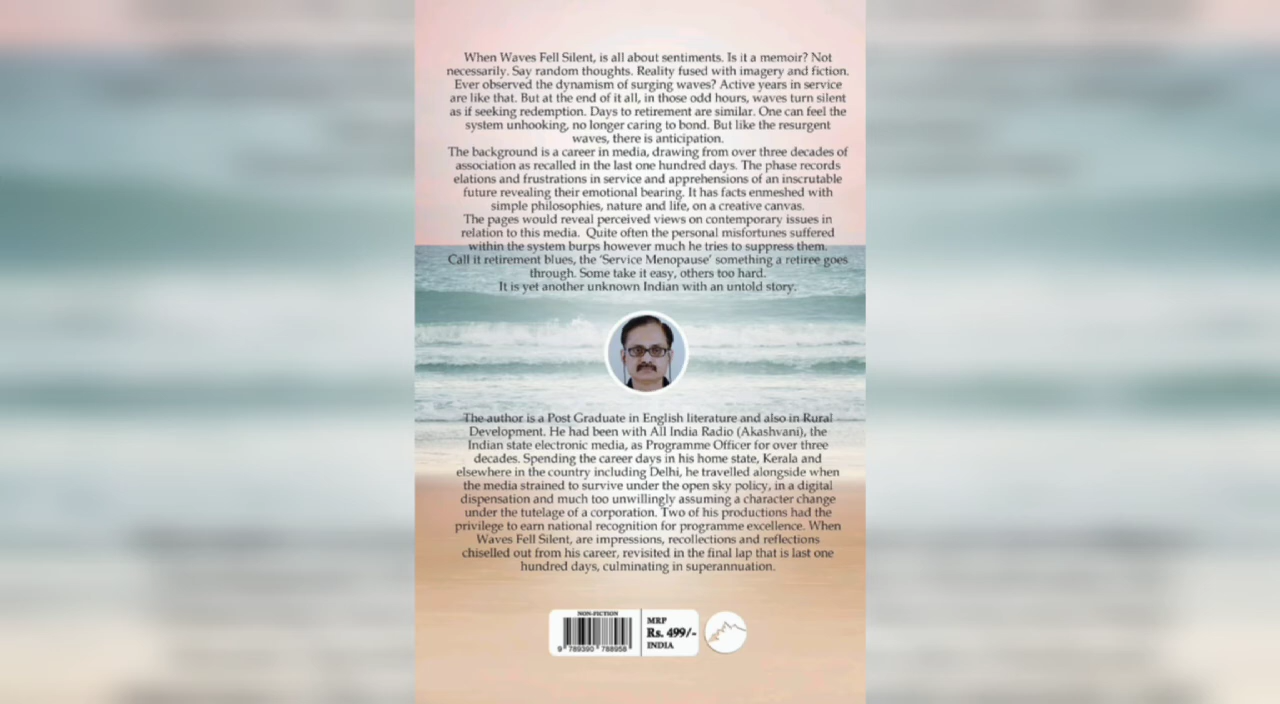 When Waves Fell Silent, is all about sentiments. Is it a memoir? Not
necessarily. Say random thoughts. Reality fused with imagery and fiction.
Ever observed the dynamism of surging waves? Active years in service
are like that. But at the end of it all, in those odd hours, waves turn silent
as if seeking redemption. Days to retirement are similar. One can feel the
system unhooking, no longer caring to bond. But like the resurgent
waves, there is anticipation.
The background is a career in media, drawing from over three decades of
association as recalled in the last one hundred days. The phase records
elations and frustrations in service and apprehensions of an inscrutable
future revealing their emotional bearing. It has facts enmeshed with
simple philosophies, nature and life, on a creative canvas.
The pages would reveal perceived views on contemporary issues in
relation to this media. Quite often the personal misfortunes suffered
within the system burps however much he tries to suppress them.
Call it retirement blues, the 'Service Menopause' something a retiree goes
through. Some take it easy, others too hard.
It is yet another unknown Indian with an untold story.
The author is a Post Graduate in English literature and also in Rural
Development. He had been with All India Radio (Akashvani), the
Indian state electronic media, as Programme Officer for over three
decades. Spending the career days in his home state, Kerala and
elsewhere in the country including Delhi, he travelled alongside when
the media strained to survive under the open sky policy, in a digital
dispensation and much too unwillingly assuming a character change
under the tutelage of a corporation. Two of his productions had the
privilege to earn national recognition for programme excellence. When
Waves Fell Silent, are impressions, recollections and reflections
chiselled out from his career, revisited in the final lap that is last one
hundred days, culminating in superannuation.
NON-FICTION
9 789390 788958
MRP
Rs. 499/-
INDIA